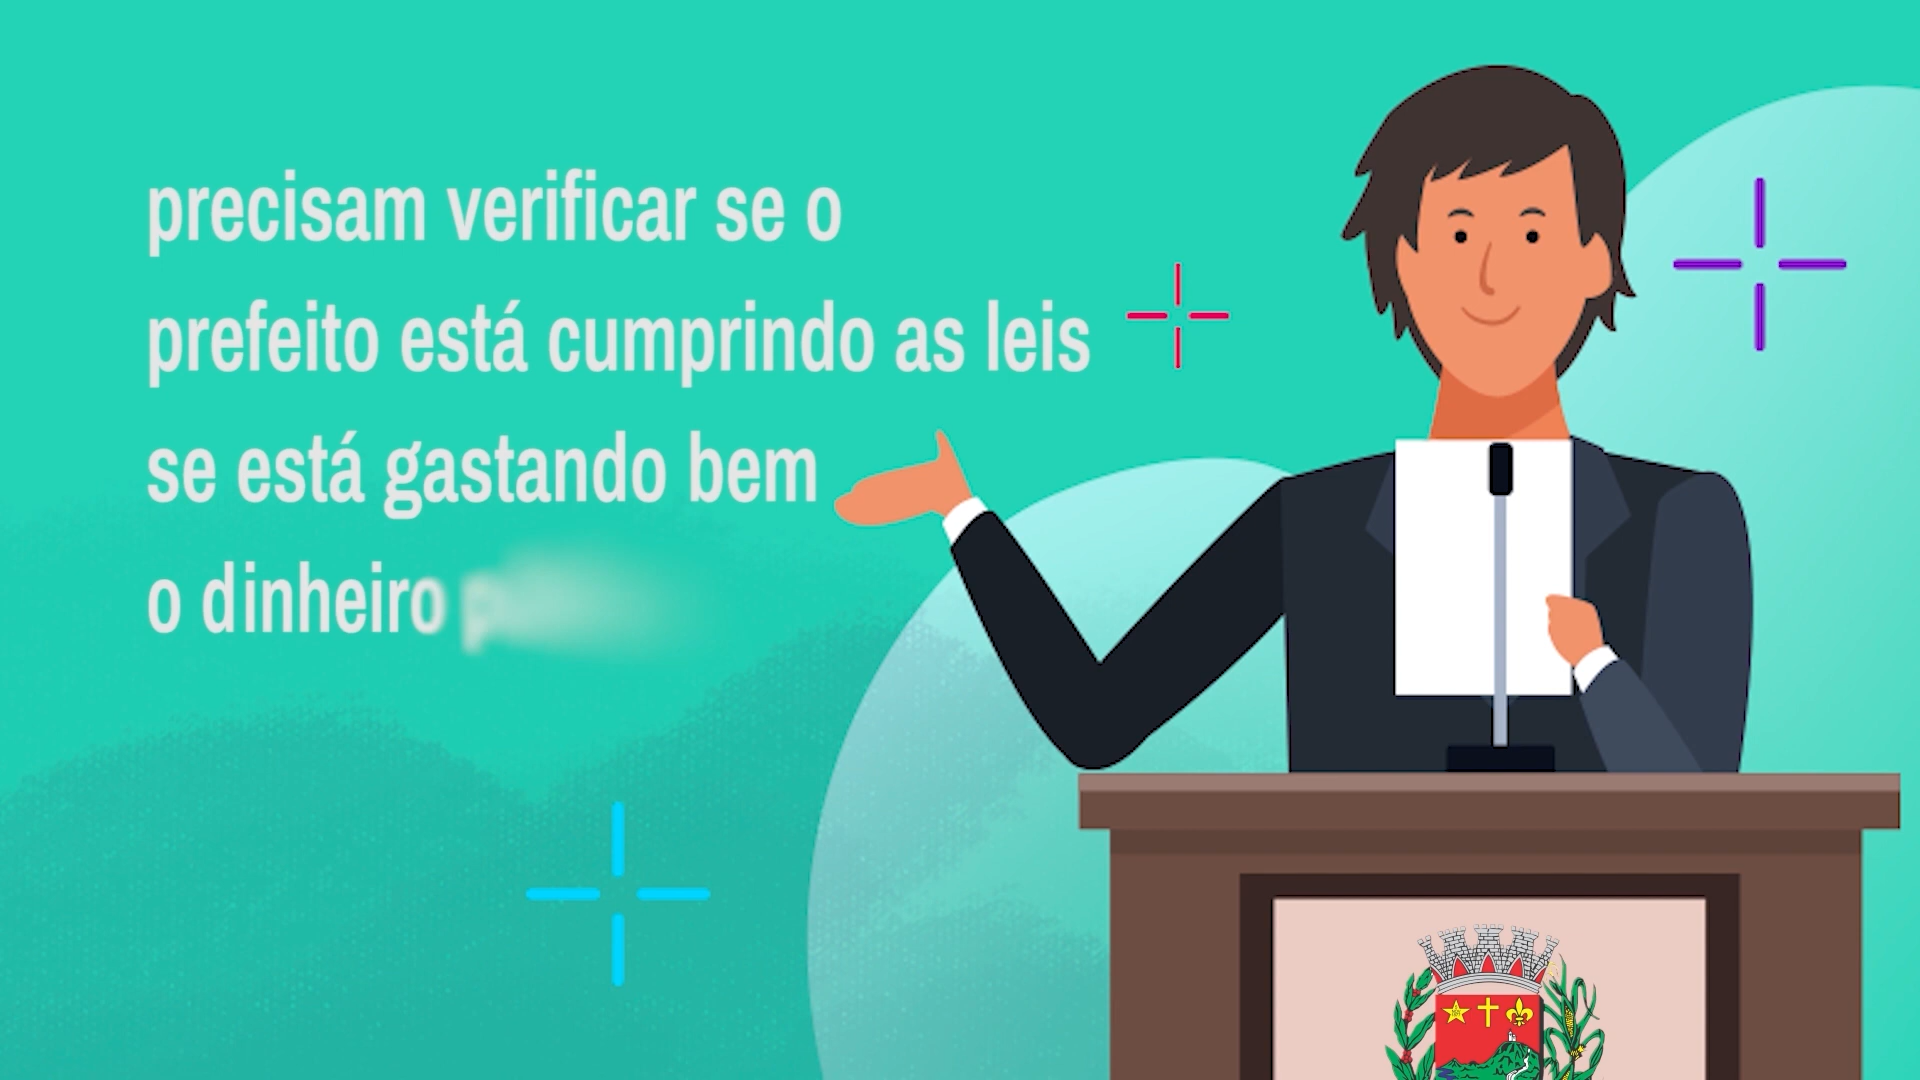 precisam verificar se o
prefeito está cumprindo as leis
se está gastando bem
o dinheiro